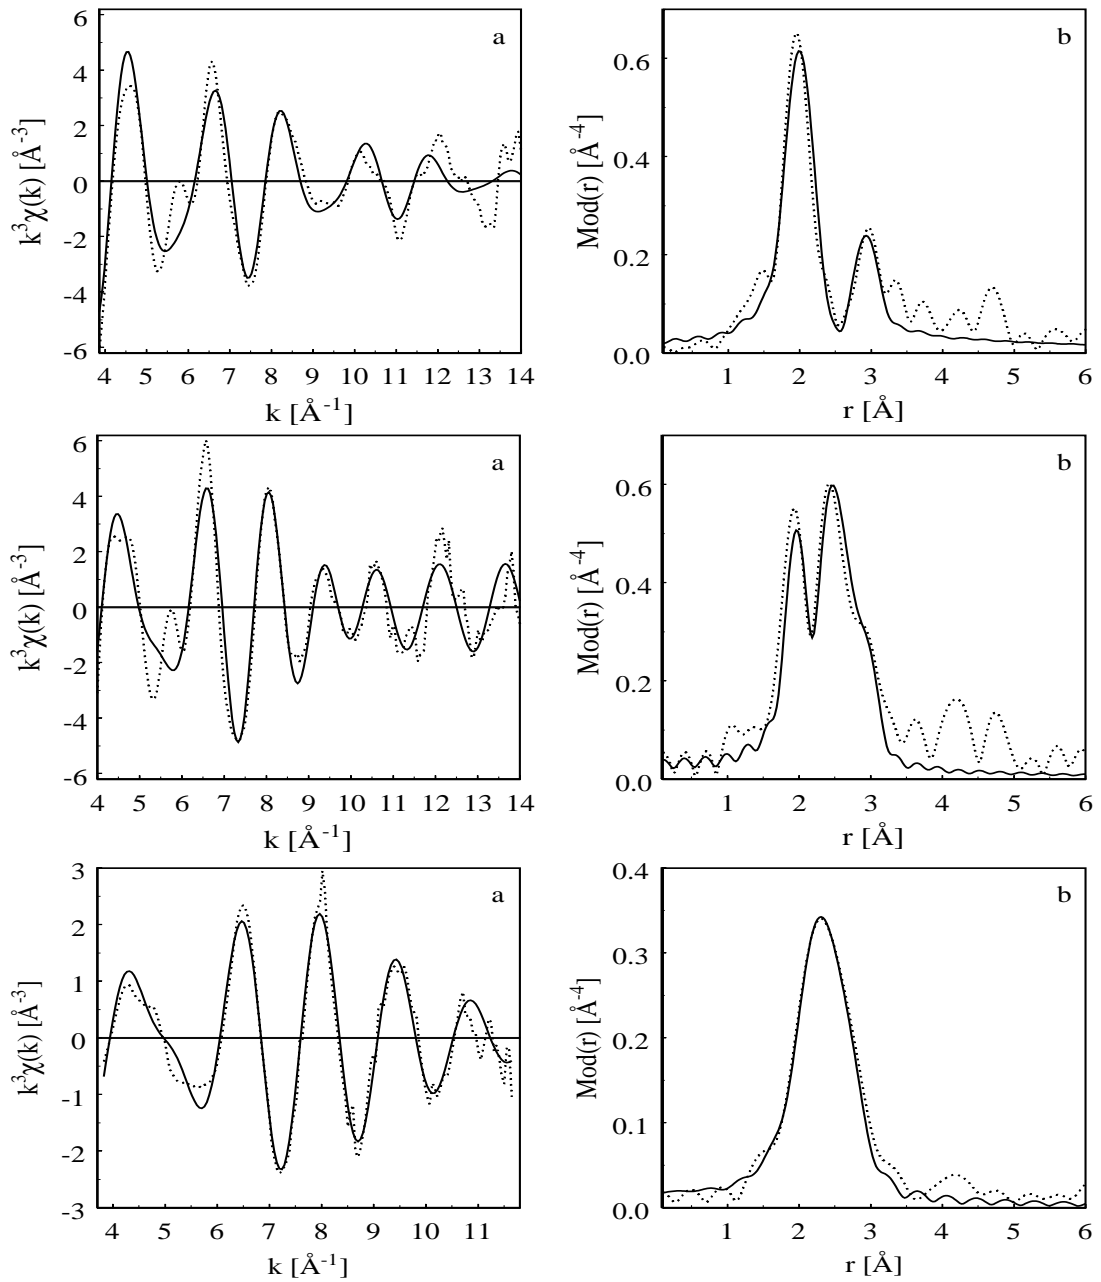 a
6
4
2
0
-2
-4
-6
k³χ(k) [Å⁻³]
4 5 6 7 8 9 10 11 12 13 14
k [Å⁻¹]
b
0.6
0.4
0.2
0.0
Mod(r) [Å⁻⁴]
1 2 3 4 5 6
r [Å]
a
6
4
2
0
-2
-4
-6
k³χ(k) [Å⁻³]
4 5 6 7 8 9 10 11 12 13 14
k [Å⁻¹]
b
0.6
0.4
0.2
0.0
Mod(r) [Å⁻⁴]
1 2 3 4 5 6
r [Å]
a
3
2
1
0
-1
-2
-3
k³χ(k) [Å⁻³]
4 5 6 7 8 9 10 11
k [Å⁻¹]
b
0.4
0.3
0.2
0.1
0.0
Mod(r) [Å⁻⁴]
1 2 3 4 5 6
r [Å]